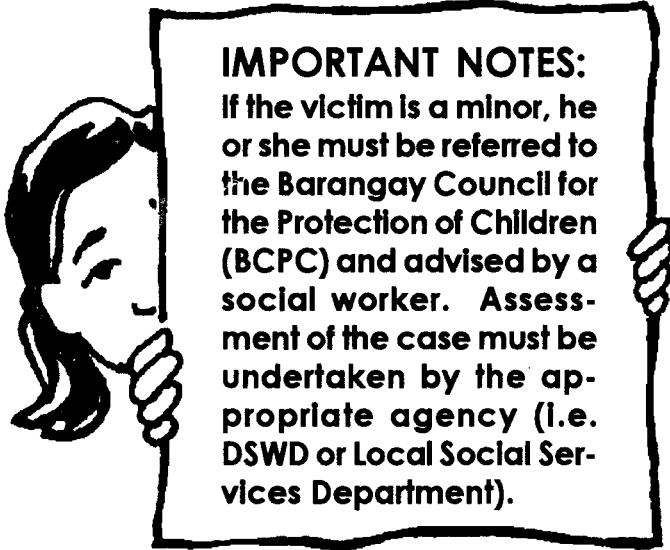 IMPORTANT NOTES:
If the victim is a minor, he
or she must be referred to
the Barangay Council for
the Protection of Children
(BCPC) and advised by a
social worker. Assess-
ment of the case must be
undertaken by the ap-
propriate agency (i.e.
DSWD or Local Social Ser-
vices Department).